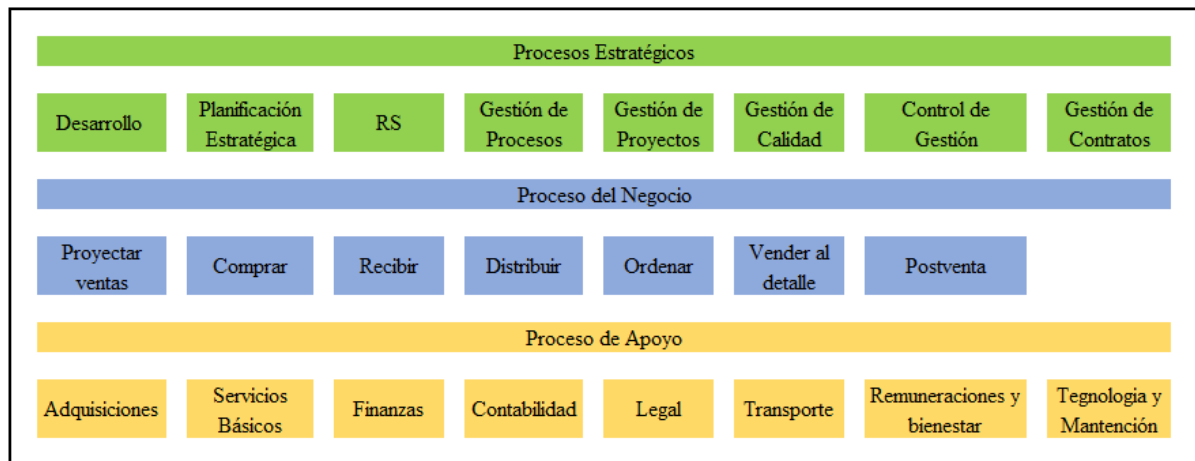 Procesos Estratégicos
Desarrollo
Planificación
Estratégica
RS
Gestión de
Procesos
Gestión de
Proyectos
Gestión de
Calidad
Control de
Gestión
Gestión de
Contratos
Proceso del Negocio
Proyectar
ventas
Comprar
Recibir
Distribuir
Ordenar
Vender al
detalle
Postventa
Proceso de Apoyo
Adquisiciones
Servicios
Básicos
Finanzas
Contabilidad
Legal
Transporte
Remuneraciones y
bienestar
Tegnologia y
Mantención